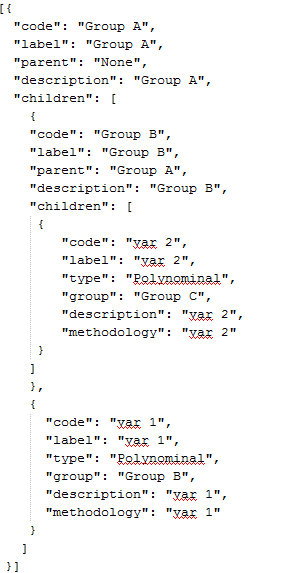 [{
"code": "Group A",
"label": "Group A",
"parent": "None",
"description": "Group A",
"children": [
{
"code": "Group B",
"label": "Group B",
"parent": "Group A",
"description": "Group B",
"children": [
{
"code": "var 2",
"label": "var 2",
"type": "Polynominal",
"group": "Group C",
"description": "var 2",
"methodology": "var 2"
}
]
},
{
"code": "var 1",
"label": "var 1",
"type": "Polynominal",
"group": "Group B",
"description": "var 1",
"methodology": "var 1"
}
]
}]